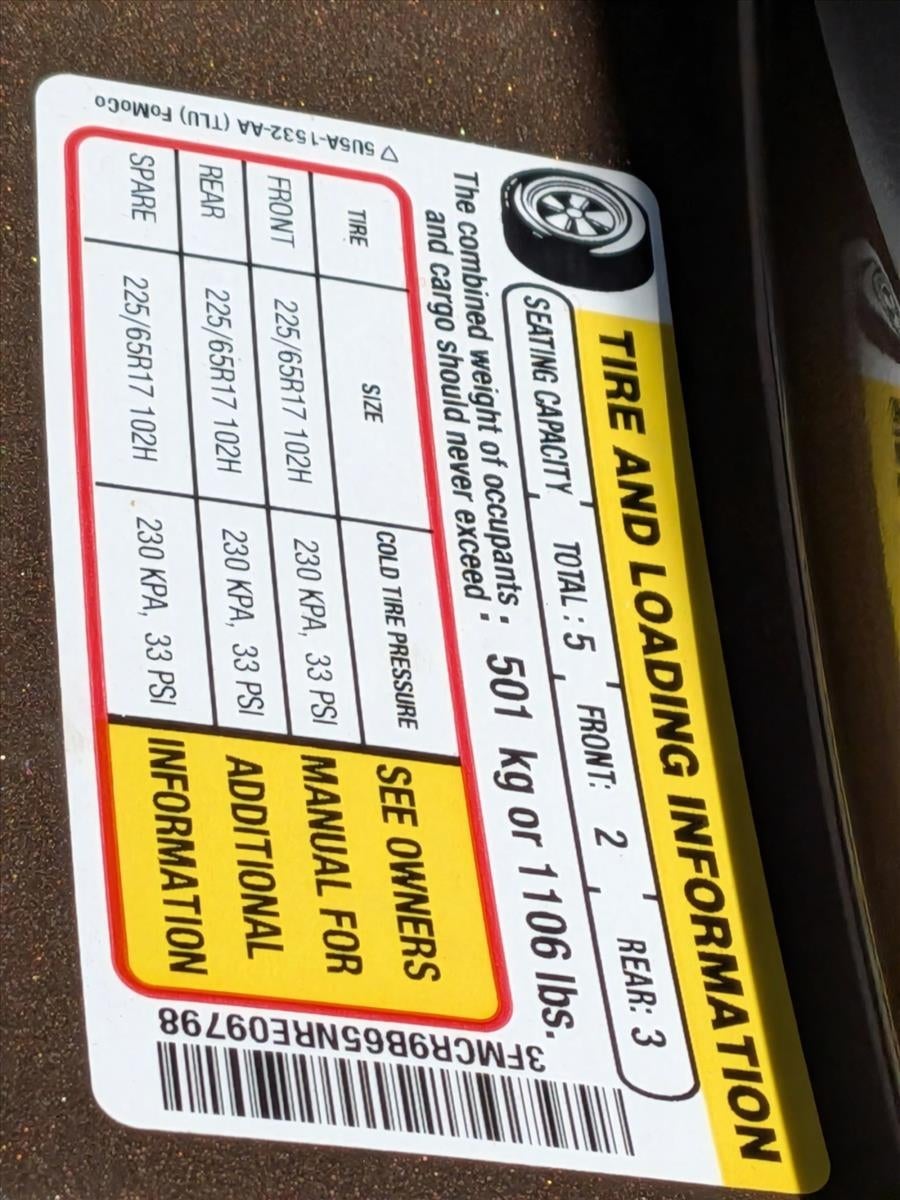 TIRE AND LOADING INFORMATION
SEATING CAPACITY TOTAL : 5 FRONT: 2 REAR: 3
The combined weight of occupants
and cargo should never exceed : 501 kg or 1106 lbs.
TIRE SIZE COLD TIRE PRESSURE
FRONT 225/65R17 102H 230 KPA, 33 PSI
REAR 225/65R17 102H 230 KPA, 33 PSI
SPARE 225/65R17 102H 230 KPA, 33 PSI
SEE OWNERS
MANUAL FOR
ADDITIONAL
INFORMATION
▽ 5U5A-1532-AA (TLU) FoMoCo
3FMCR9B65NRE09798